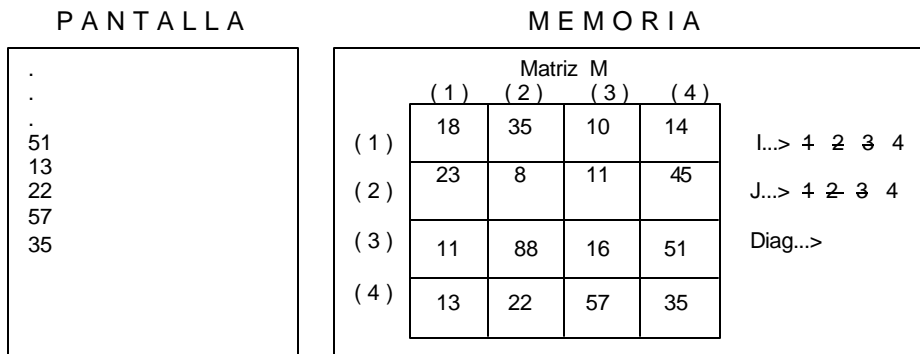 P A N T A L L A
M E M O R I A
.
.
.
51
13
22
57
35
Matriz M
( 1 ) ( 2 ) ( 3 ) ( 4 )
( 1 ) 18 35 10 14
( 2 ) 23 8 11 45
( 3 ) 11 88 16 51
( 4 ) 13 22 57 35
I...> 1 2 3 4
J...> 1 2 3 4
Diag...>